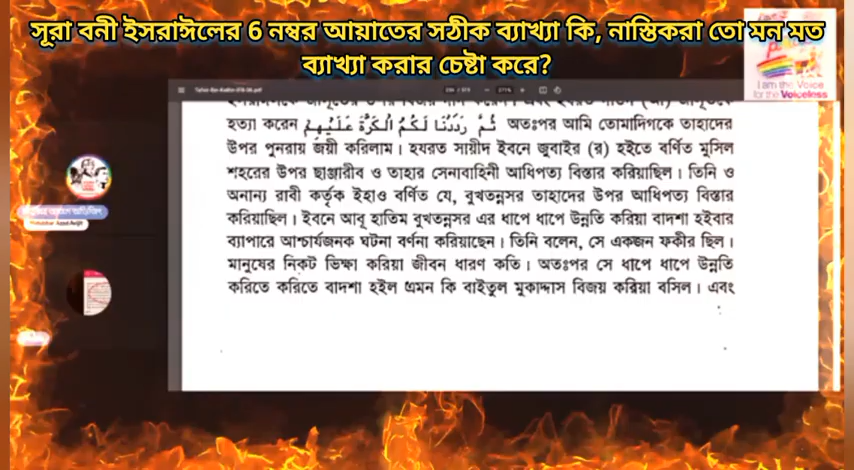 সূরা বনী ইসরাঈলের 6 নম্বর আয়াতের সঠীক ব্যাখ্যা কি, নাস্তিকরা তো মন মত
ব্যাখ্যা করার চেষ্টা করে?
I am the Voice
for the Voiceless
হত্যা করেন ثُمَّ رَدَدْنَا لَكُمُ الْكَرَّةَ عَلَيْهِمْ অতঃপর আমি তোমাদিগকে তাহাদের
উপর পুনরায় জয়ী করিলাম। হযরত সায়ীদ ইবনে জুবাইর (র) হইতে বর্ণিত মুসিল
শহরের উপর ছাঞ্জারীব ও তাহার সেনাবাহিনী আধিপত্য বিস্তার করিয়াছিল। তিনি ও
অনান্য রাবী কর্তৃক ইহাও বর্ণিত যে, বুখতন্নসর তাহাদের উপর আধিপত্য বিস্তার
করিয়াছিল। ইবনে আবূ হাতিম বুখতন্নসর এর ধাপে ধাপে উন্নতি করিয়া বাদশা হইবার
ব্যাপারে আশ্চার্যজনক ঘটনা বর্ণনা করিয়াছেন। তিনি বলেন, সে একজন ফকীর ছিল।
মানুষের নিকট ভিক্ষা করিয়া জীবন ধারণ কতি। অতঃপর সে ধাপে ধাপে উন্নতি
করিতে করিতে বাদশা হইল এমন কি বাইতুল মুকাদ্দাস বিজয় করিয়া বসিল। এবং